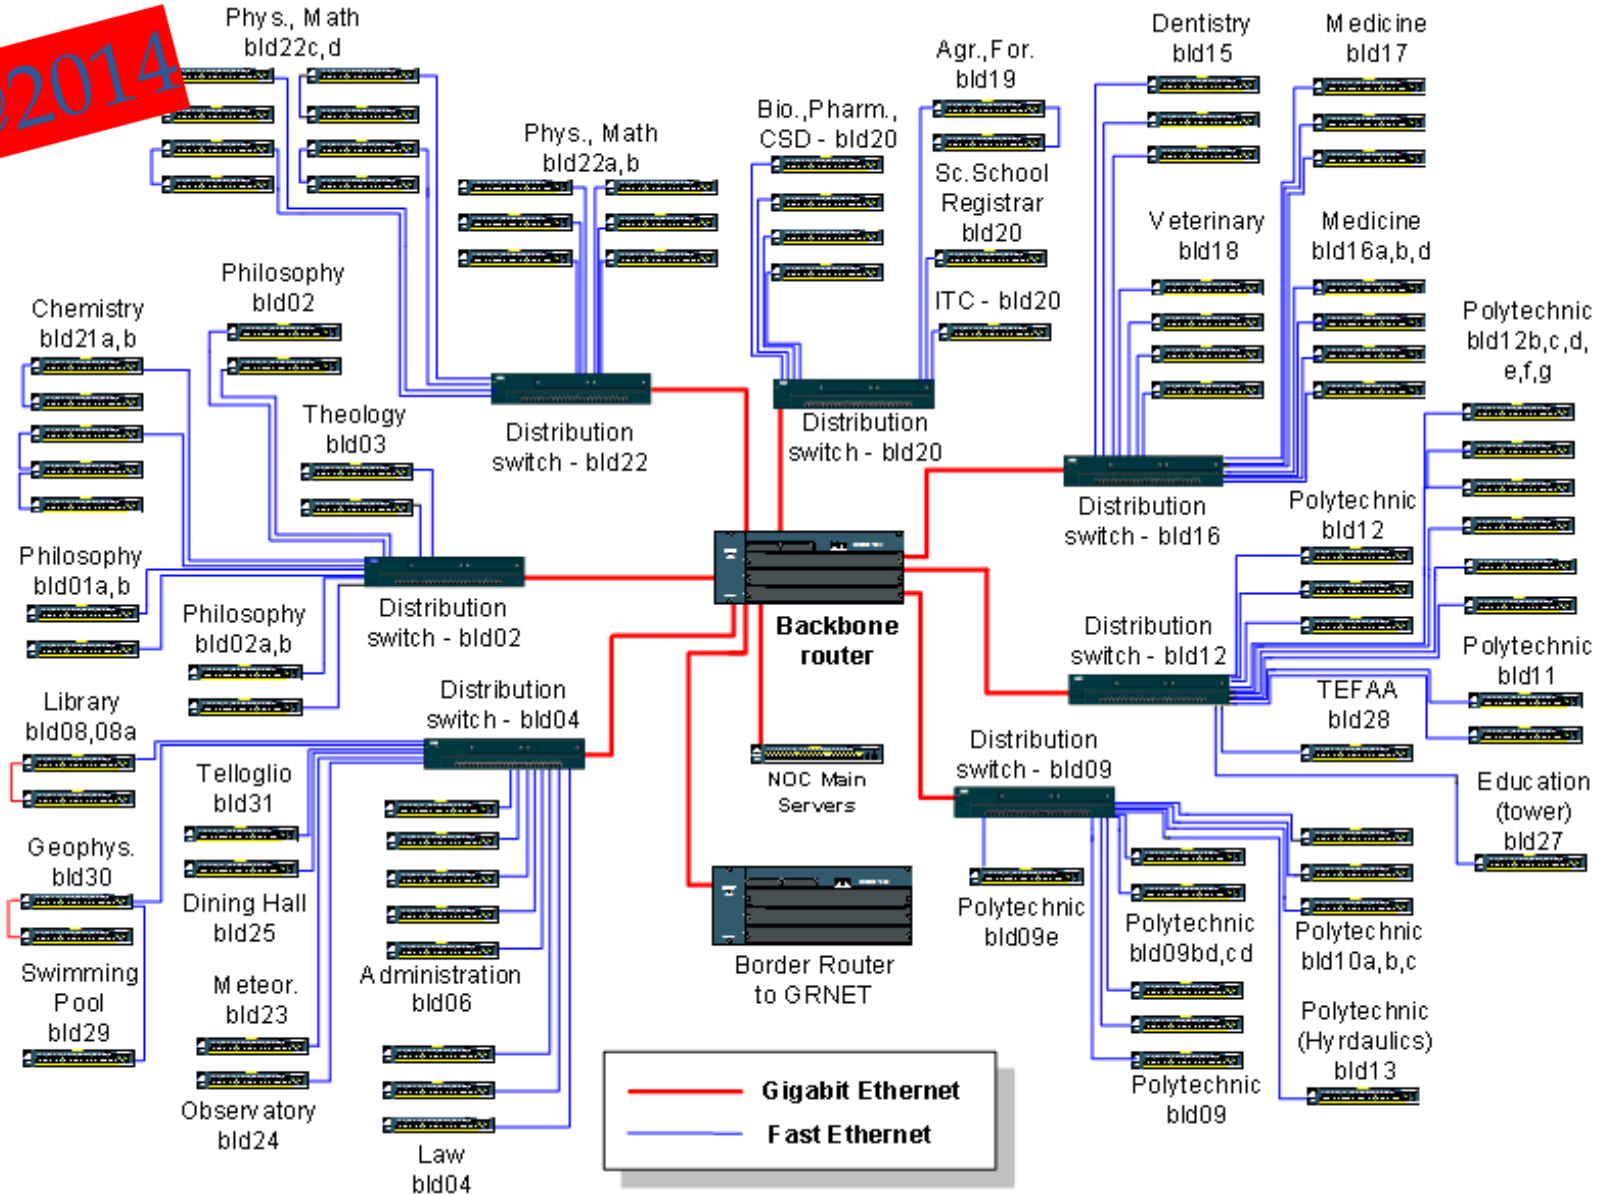 @2014
Phys., Math
bld22c,d
Phys., Math
bld22a,b
Bio.,Pharm.,
CSD - bld20
Agr.,For.
bld19
Sc.School
Registrar
bld20
ITC - bld20
Dentistry
bld15
Medicine
bld17
Veterinary
bld18
Medicine
bld16a,b,d
Polytechnic
bld12b,c,d,
e,f,g
Philosophy
bld02
Chemistry
bld21a,b
Theology
bld03
Distribution
switch - bld22
Distribution
switch - bld20
Distribution
switch - bld16
Polytechnic
bld12
Philosophy
bld01a,b
Philosophy
bld02a,b
Distribution
switch - bld02
Backbone
router
Distribution
switch - bld12
Polytechnic
bld11
TEFAA
bld28
Library
bld08,08a
Distribution
switch - bld04
Telloglio
bld31
NOC Main
Servers
Distribution
switch - bld09
Education
(tower)
bld27
Geophys.
bld30
Dining Hall
bld25
Polytechnic
bld09e
Polytechnic
bld09bd,cd
Polytechnic
bld10a,b,c
Swimming
Pool
bld29
Meteor.
bld23
Administration
bld06
Border Router
to GRNET
Polytechnic
(Hyrdaulics)
bld13
Observatory
bld24
Law
bld04
Polytechnic
bld09
Gigabit Ethernet
Fast Ethernet